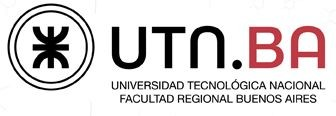 UTN.BA
UNIVERSIDAD TECNOLÓGICA NACIONAL
FACULTAD REGIONAL BUENOS AIRES